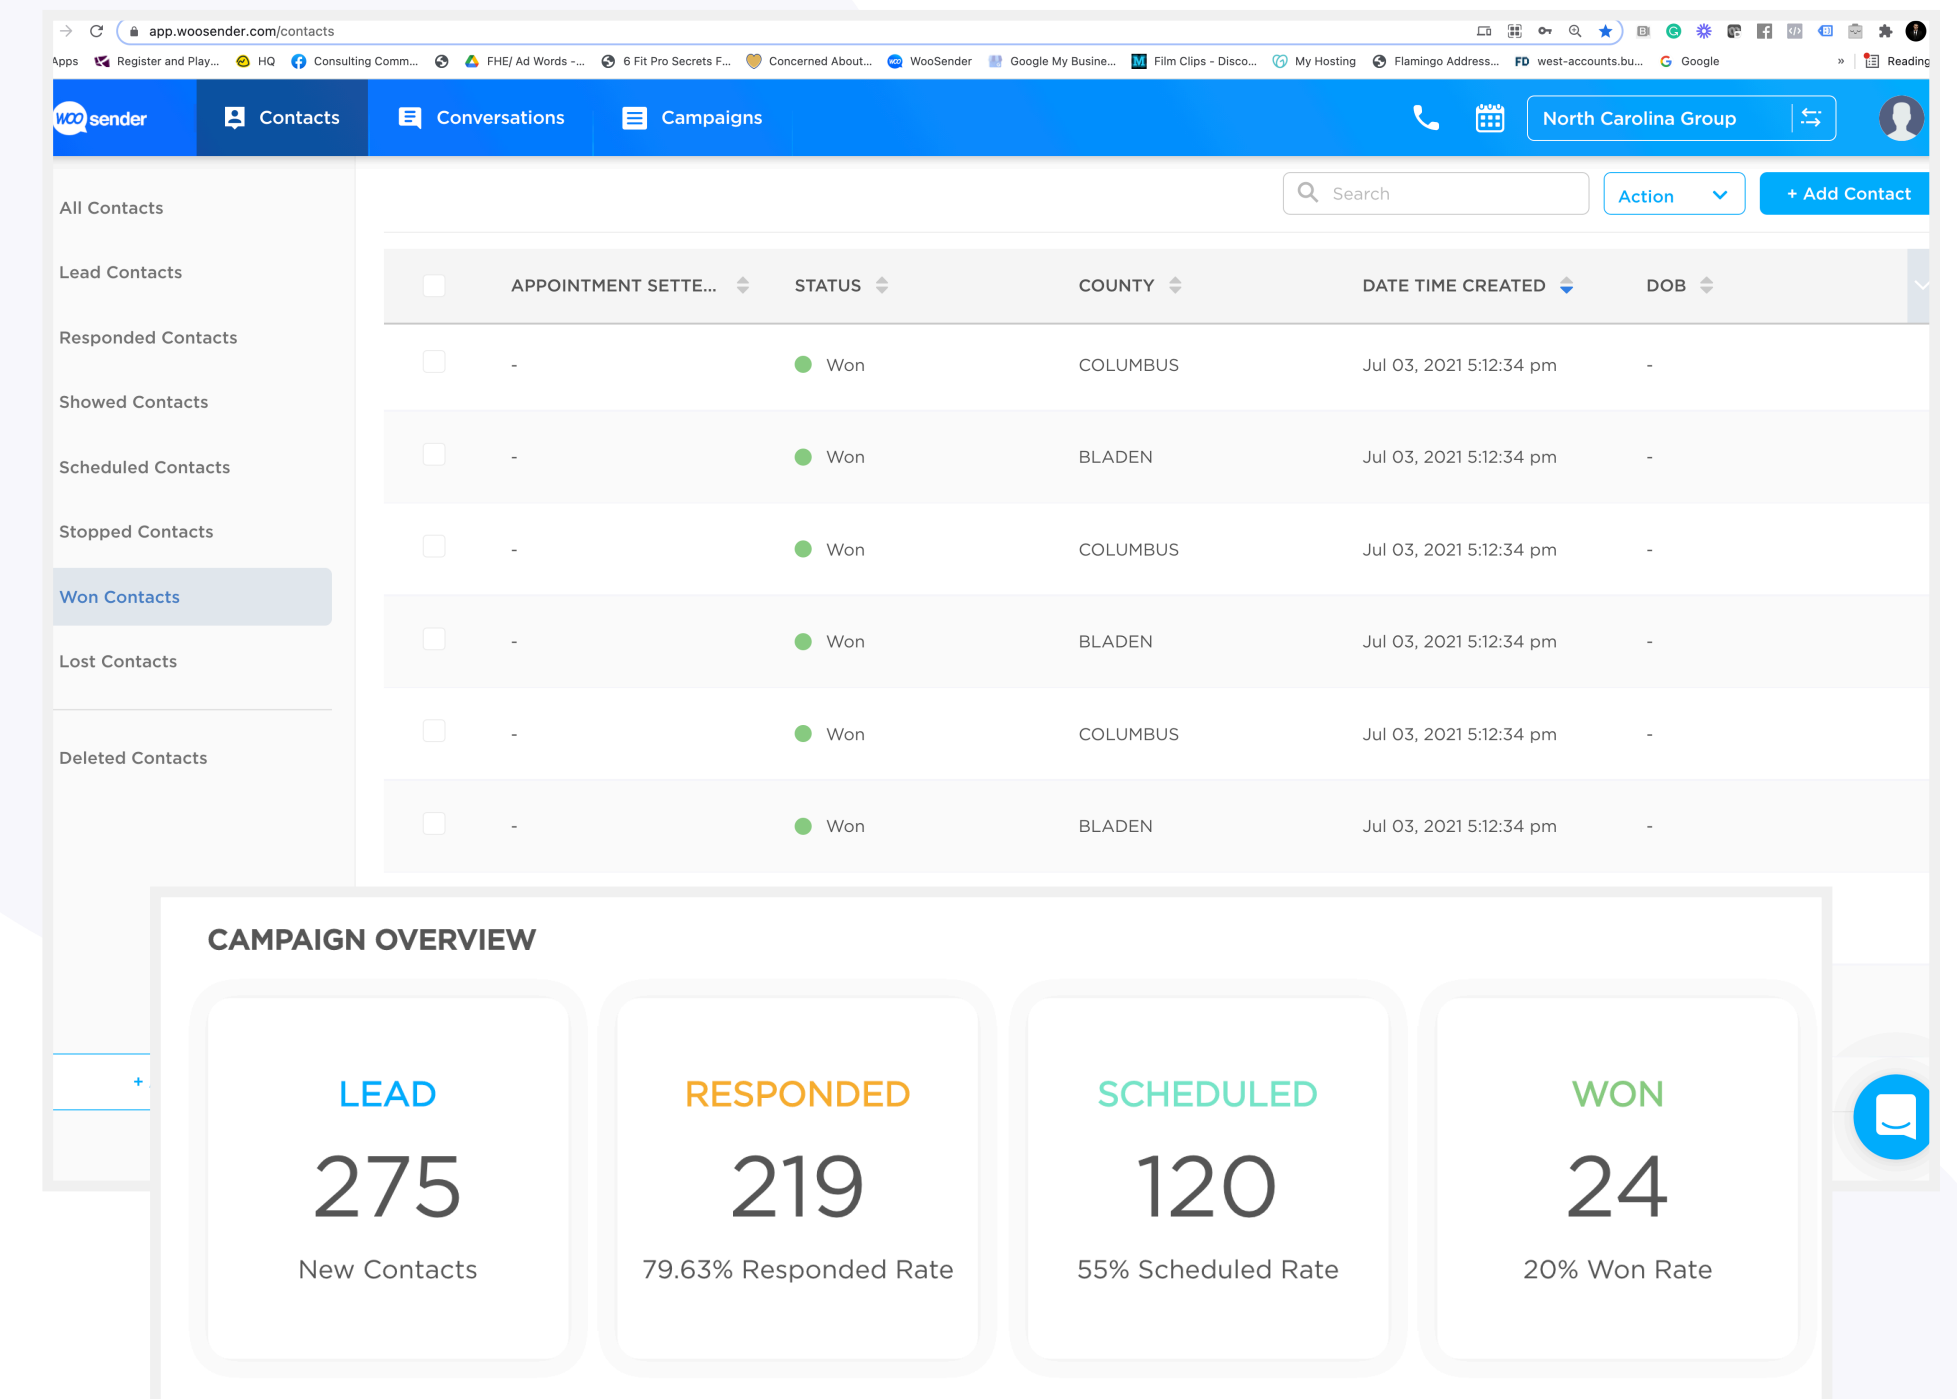 app.woosender.com/contacts
Apps Register and Play... HQ Consulting Comm... FHE/ Ad Words -... 6 Fit Pro Secrets F... Concerned About... WooSender Google My Busine... M Film Clips - Disco... My Hosting Flamingo Address... FD west-accounts.bu... G Google » Reading
woo sender Contacts Conversations Campaigns North Carolina Group
Search Action + Add Contact
All Contacts
Lead Contacts
Responded Contacts
Showed Contacts
Scheduled Contacts
Stopped Contacts
Won Contacts
Lost Contacts
Deleted Contacts
APPOINTMENT SETTE... STATUS COUNTY DATE TIME CREATED DOB
- Won COLUMBUS Jul 03, 2021 5:12:34 pm -
- Won BLADEN Jul 03, 2021 5:12:34 pm -
- Won COLUMBUS Jul 03, 2021 5:12:34 pm -
- Won BLADEN Jul 03, 2021 5:12:34 pm -
- Won COLUMBUS Jul 03, 2021 5:12:34 pm -
- Won BLADEN Jul 03, 2021 5:12:34 pm -
+
CAMPAIGN OVERVIEW
LEAD
275
New Contacts
RESPONDED
219
79.63% Responded Rate
SCHEDULED
120
55% Scheduled Rate
WON
24
20% Won Rate